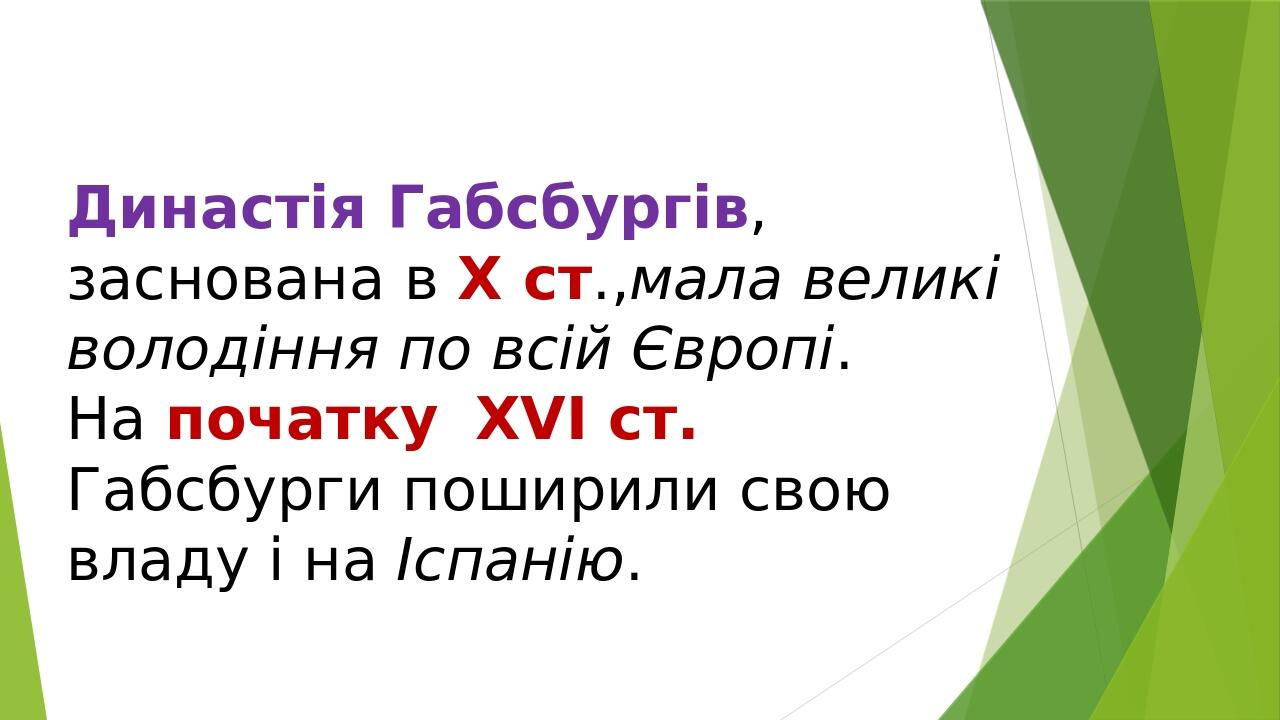 Династія Габсбургів,
заснована в X ст.,мала великі
володіння по всій Європі.
На початку  XVI ст.
Габсбурги поширили свою
владу і на Іспанію.